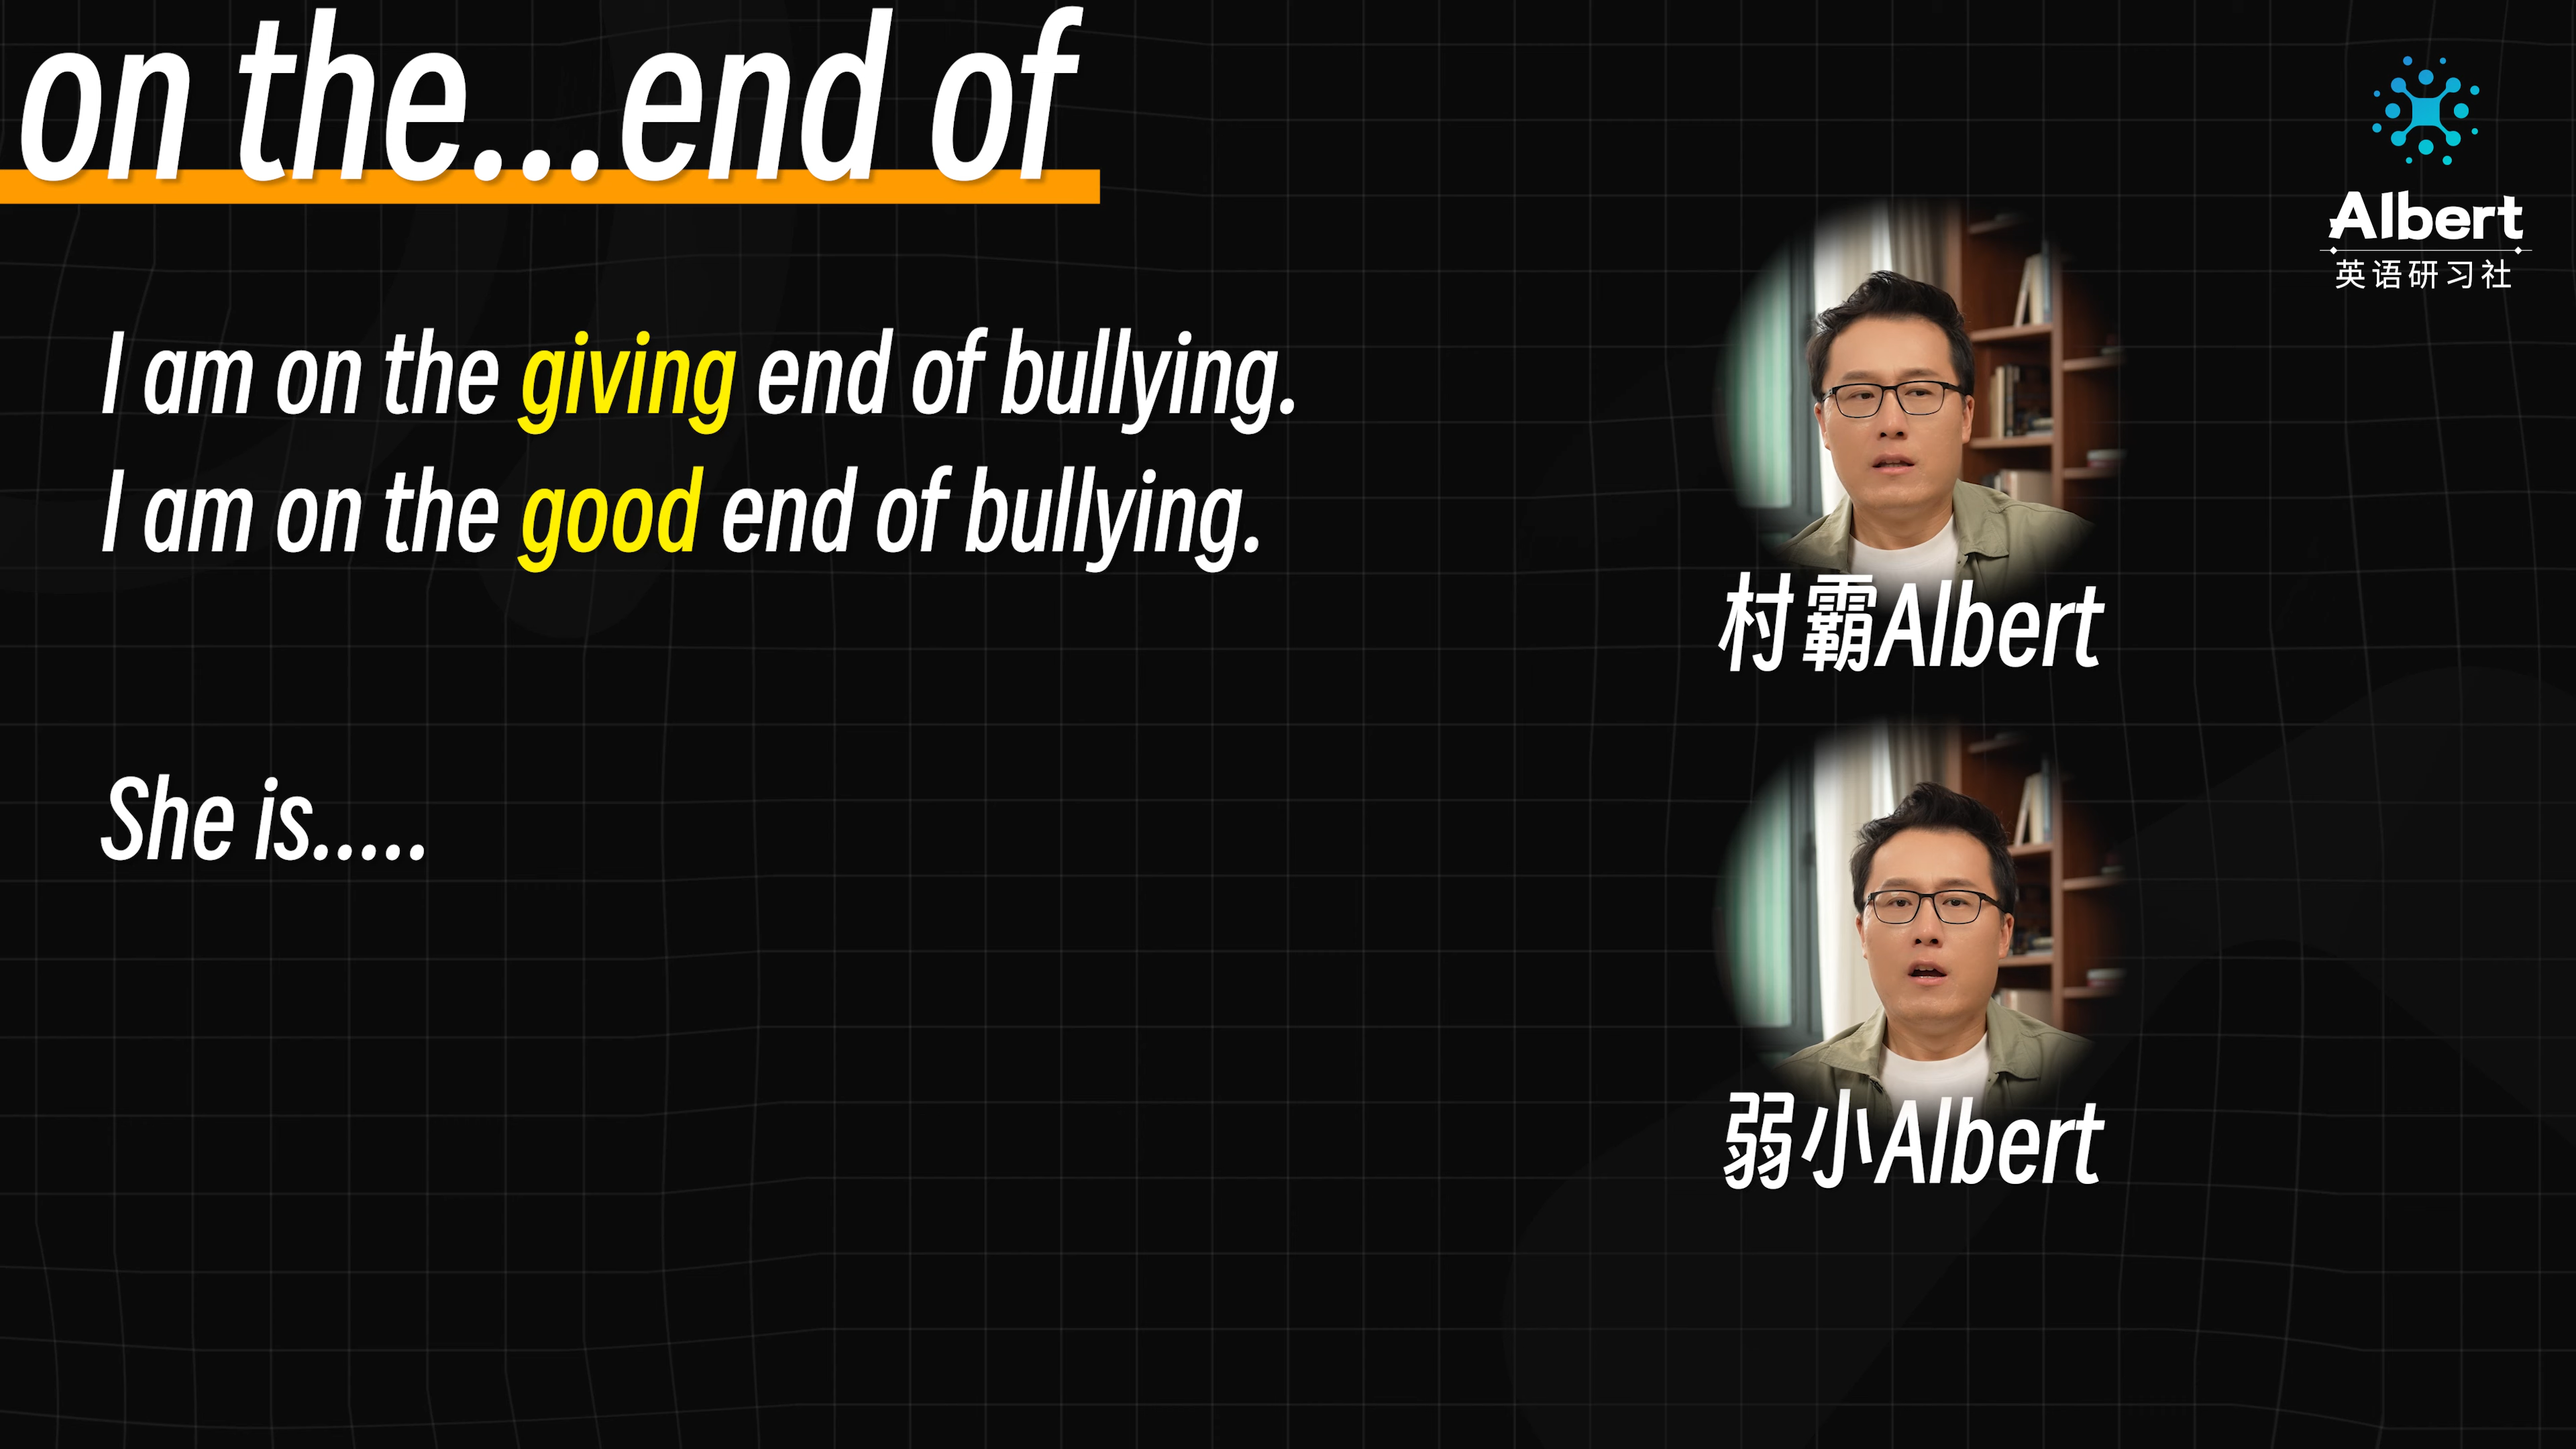 on the...end of
Albert
英语研习社
I am on the giving end of bullying.
I am on the good end of bullying.
村霸Albert
She is.....
弱小Albert